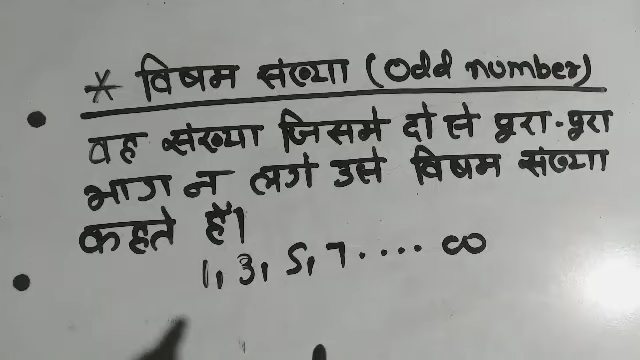 * विषम संख्या (odd number)
वह संख्या जिसमे दो से पूरा-पूरा
भाग न लगे उसे विषम संख्या
कहते हैं।
1, 3, 5, 7 .... ∞